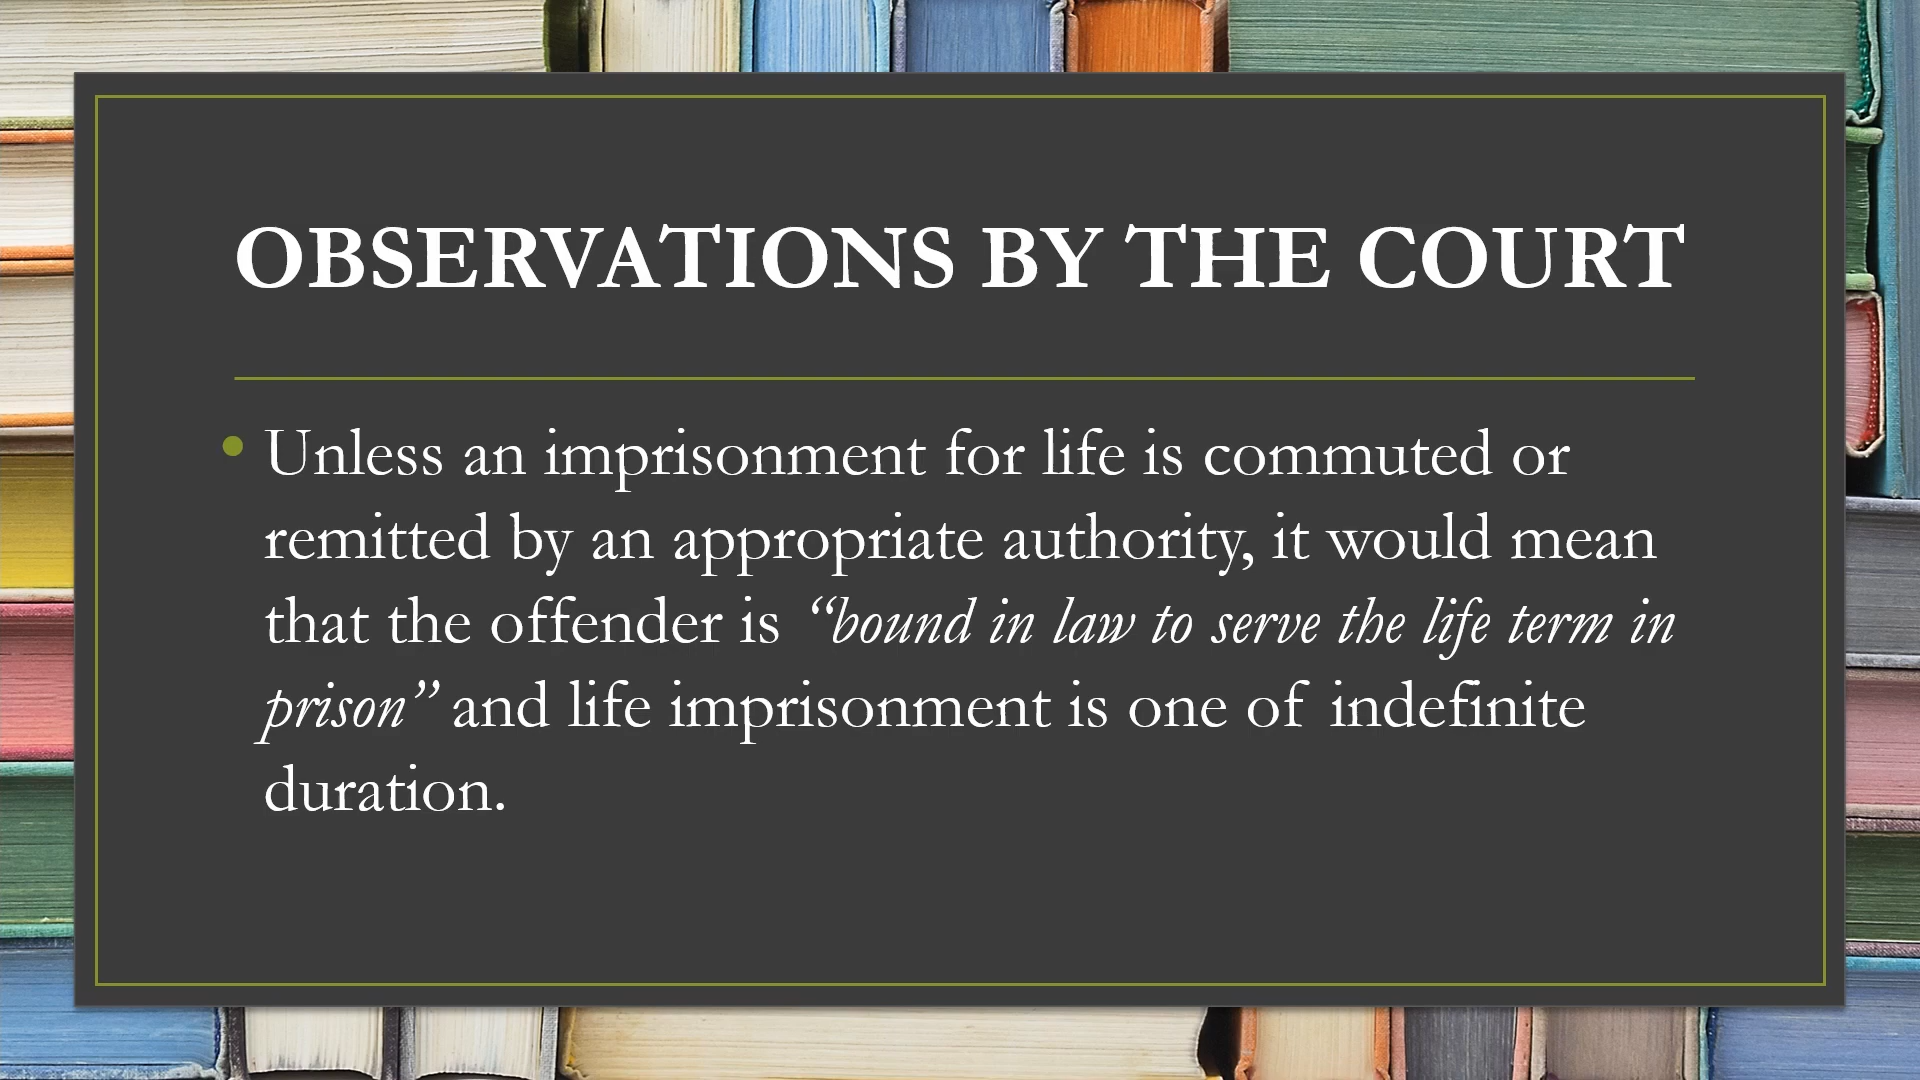 OBSERVATIONS BY THE COURT
• Unless an imprisonment for life is commuted or
remitted by an appropriate authority, it would mean
that the offender is “bound in law to serve the life term in
prison” and life imprisonment is one of indefinite
duration.